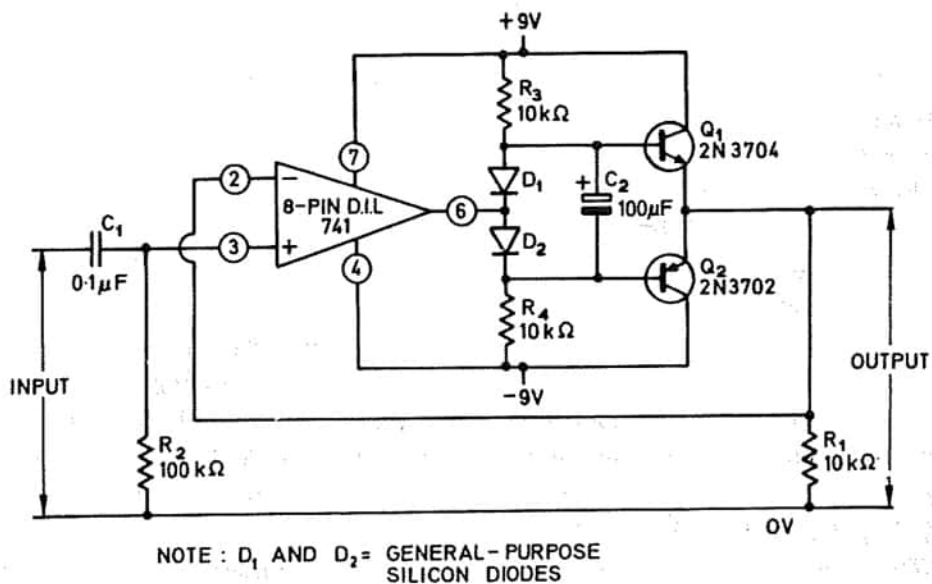 +9V
R3
10kΩ
Q1
2N3704
7
2
−
8-PIN D.I.L
741
6
D1
+
C2
100μF
C1
0·1μF
3
+
4
D2
Q2
2N3702
R4
10kΩ
INPUT
OUTPUT
−9V
R2
100kΩ
R1
10kΩ
0V
NOTE : D1 AND D2= GENERAL-PURPOSE
SILICON DIODES